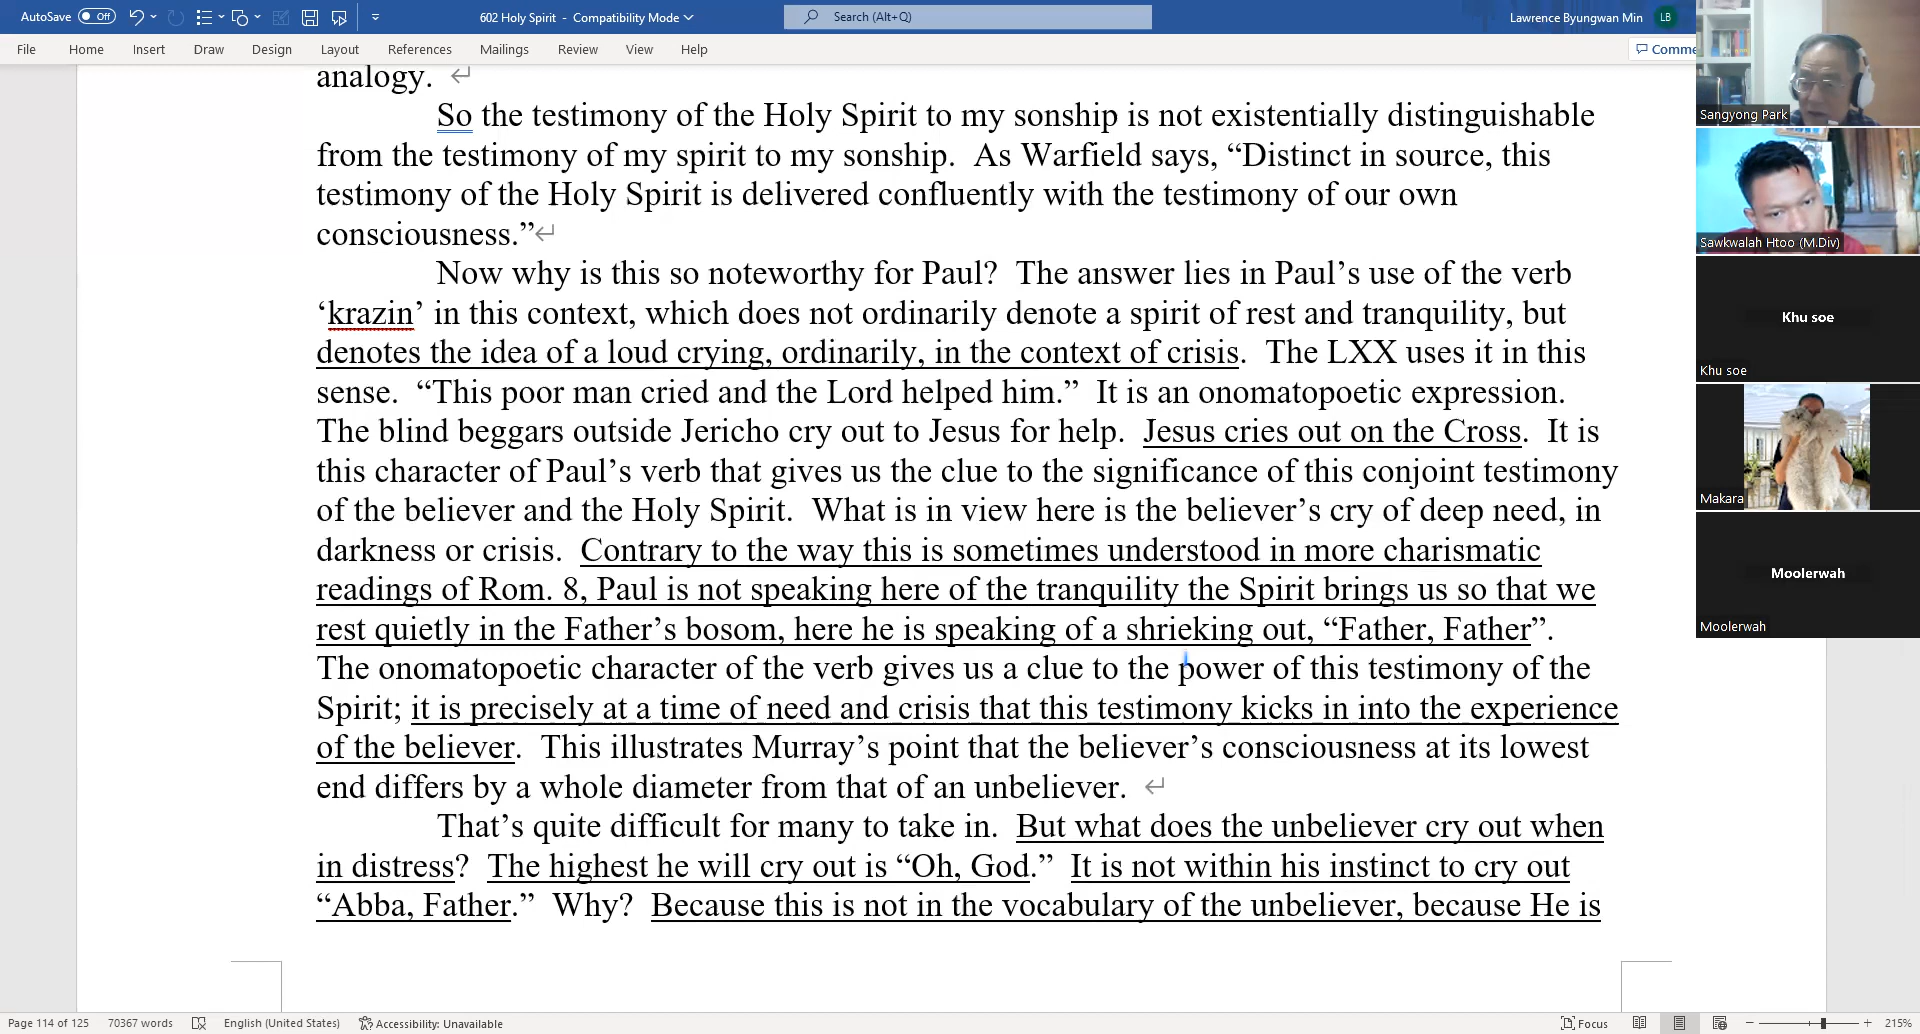 AutoSave Off
602 Holy Spirit - Compatibility Mode
Search (Alt+Q)
Lawrence Byungwan Min LB
File Home Insert Draw Design Layout References Mailings Review View Help
Comme
analogy.
So the testimony of the Holy Spirit to my sonship is not existentially distinguishable
from the testimony of my spirit to my sonship. As Warfield says, “Distinct in source, this
testimony of the Holy Spirit is delivered confluently with the testimony of our own
consciousness.”
Now why is this so noteworthy for Paul? The answer lies in Paul’s use of the verb
‘krazin’ in this context, which does not ordinarily denote a spirit of rest and tranquility, but
denotes the idea of a loud crying, ordinarily, in the context of crisis. The LXX uses it in this
sense. “This poor man cried and the Lord helped him.” It is an onomatopoetic expression.
The blind beggars outside Jericho cry out to Jesus for help. Jesus cries out on the Cross. It is
this character of Paul’s verb that gives us the clue to the significance of this conjoint testimony
of the believer and the Holy Spirit. What is in view here is the believer’s cry of deep need, in
darkness or crisis. Contrary to the way this is sometimes understood in more charismatic
readings of Rom. 8, Paul is not speaking here of the tranquility the Spirit brings us so that we
rest quietly in the Father’s bosom, here he is speaking of a shrieking out, “Father, Father”.
The onomatopoetic character of the verb gives us a clue to the power of this testimony of the
Spirit; it is precisely at a time of need and crisis that this testimony kicks in into the experience
of the believer. This illustrates Murray’s point that the believer’s consciousness at its lowest
end differs by a whole diameter from that of an unbeliever.
That’s quite difficult for many to take in. But what does the unbeliever cry out when
in distress? The highest he will cry out is “Oh, God.” It is not within his instinct to cry out
“Abba, Father.” Why? Because this is not in the vocabulary of the unbeliever, because He is
Page 114 of 125 70367 words English (United States) Accessibility: Unavailable
Focus 215%
Sangyong Park
Sawkwalah Htoo (M.Div)
Khu soe
Khu soe
Makara
Moolerwah
Moolerwah